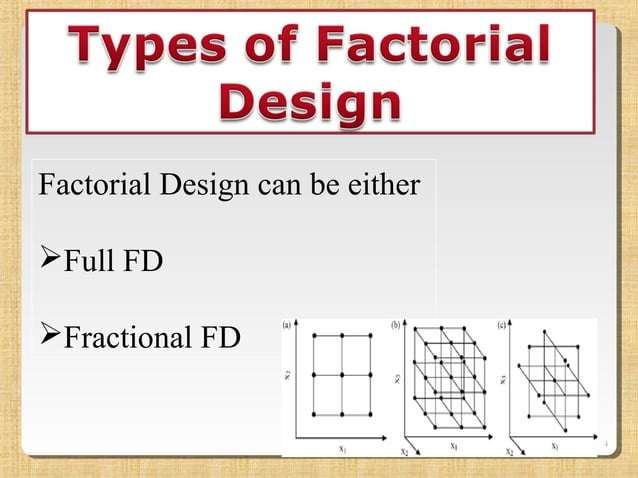 Types of Factorial
Design
Factorial Design can be either
➢Full FD
➢Fractional FD
(a)
(b)
(c)
x₂
x₁
x₃
x₂
x₁
x₃
x₂
x₁